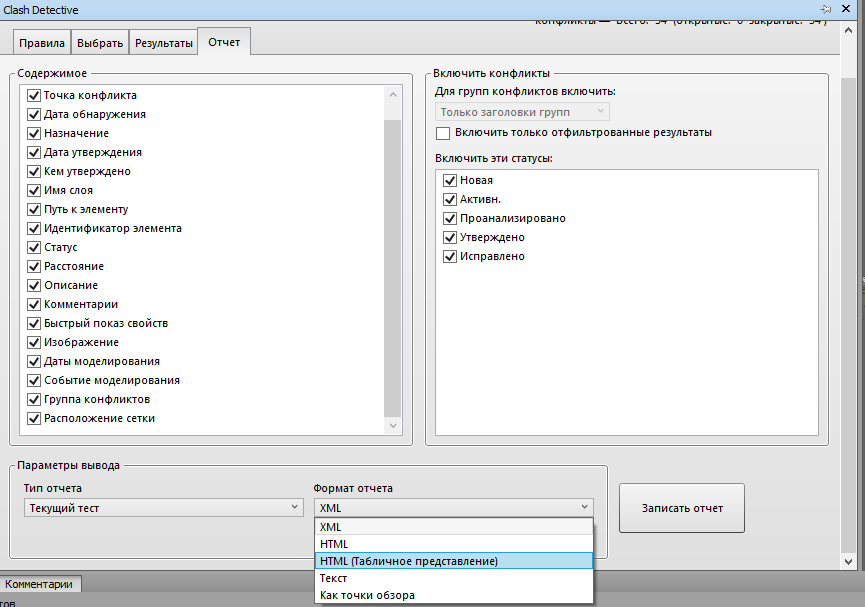 Clash Detective
Конфликты — Всего: 54 (Открытые: 0 Закрытые: 54)
Правила
Выбрать
Результаты
Отчет
Содержимое
Точка конфликта
Дата обнаружения
Назначение
Дата утверждения
Кем утверждено
Имя слоя
Путь к элементу
Идентификатор элемента
Статус
Расстояние
Описание
Комментарии
Быстрый показ свойств
Изображение
Даты моделирования
Событие моделирования
Группа конфликтов
Расположение сетки
Включить конфликты
Для групп конфликтов включить:
Только заголовки групп
Включить только отфильтрованные результаты
Включить эти статусы:
Новая
Активн.
Проанализировано
Утверждено
Исправлено
Параметры вывода
Тип отчета
Текущий тест
Формат отчета
XML
XML
HTML
HTML (Табличное представление)
Текст
Как точки обзора
Записать отчет
Комментарии